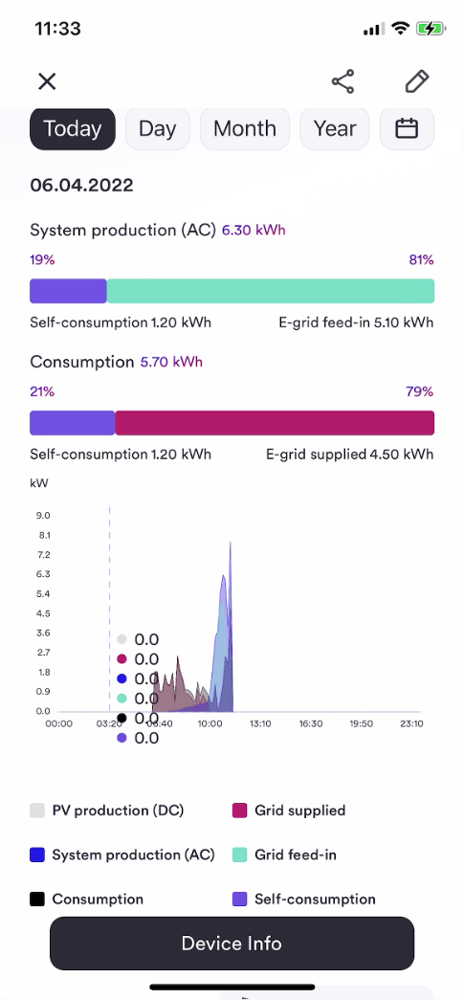 11:33
Today Day Month Year
06.04.2022
System production (AC) 6.30 kWh
19% 81%
Self-consumption 1.20 kWh E-grid feed-in 5.10 kWh
Consumption 5.70 kWh
21% 79%
Self-consumption 1.20 kWh E-grid supplied 4.50 kWh
kW
9.0
8.1
7.2
6.3
5.4
4.5
3.6
2.7
1.8
0.9
0.0
0.0
0.0
0.0
0.0
0.0
0.0
00:00 03:20 06:40 10:00 13:10 16:30 19:50 23:10
PV production (DC) Grid supplied
System production (AC) Grid feed-in
Consumption Self-consumption
Device Info